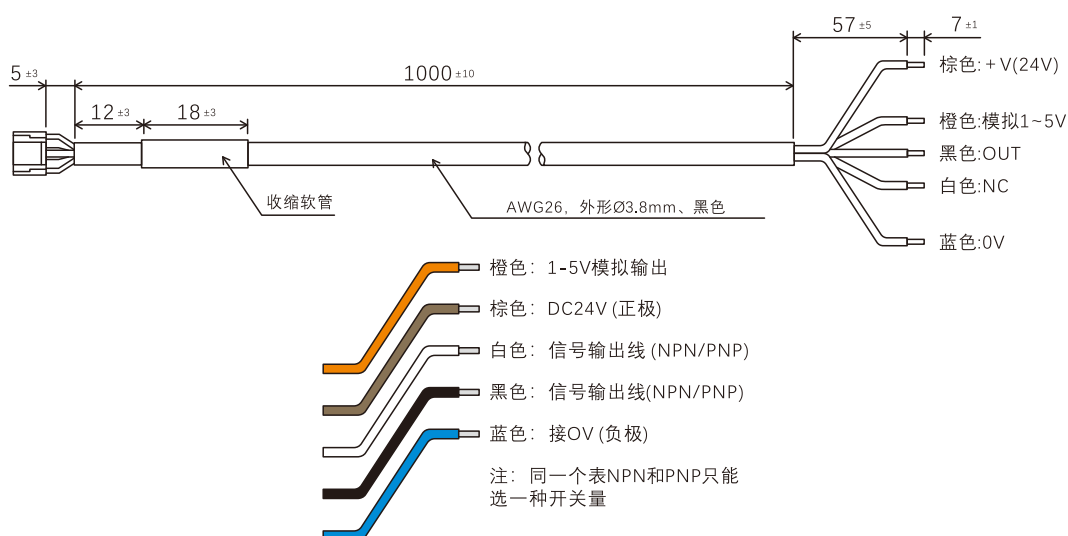 57 ±5
7 ±1
5 ±3
1000 ±10
棕色:+V(24V)
12 ±3
18 ±3
橙色:模拟1~5V
黑色:OUT
白色:NC
收缩软管
AWG26，外形Ø3.8mm、黑色
蓝色:0V
橙色：1-5V模拟输出
棕色：DC24V (正极)
白色：信号输出线 (NPN/PNP)
黑色：信号输出线(NPN/PNP)
蓝色：接OV (负极)
注：同一个表NPN和PNP只能
选一种开关量